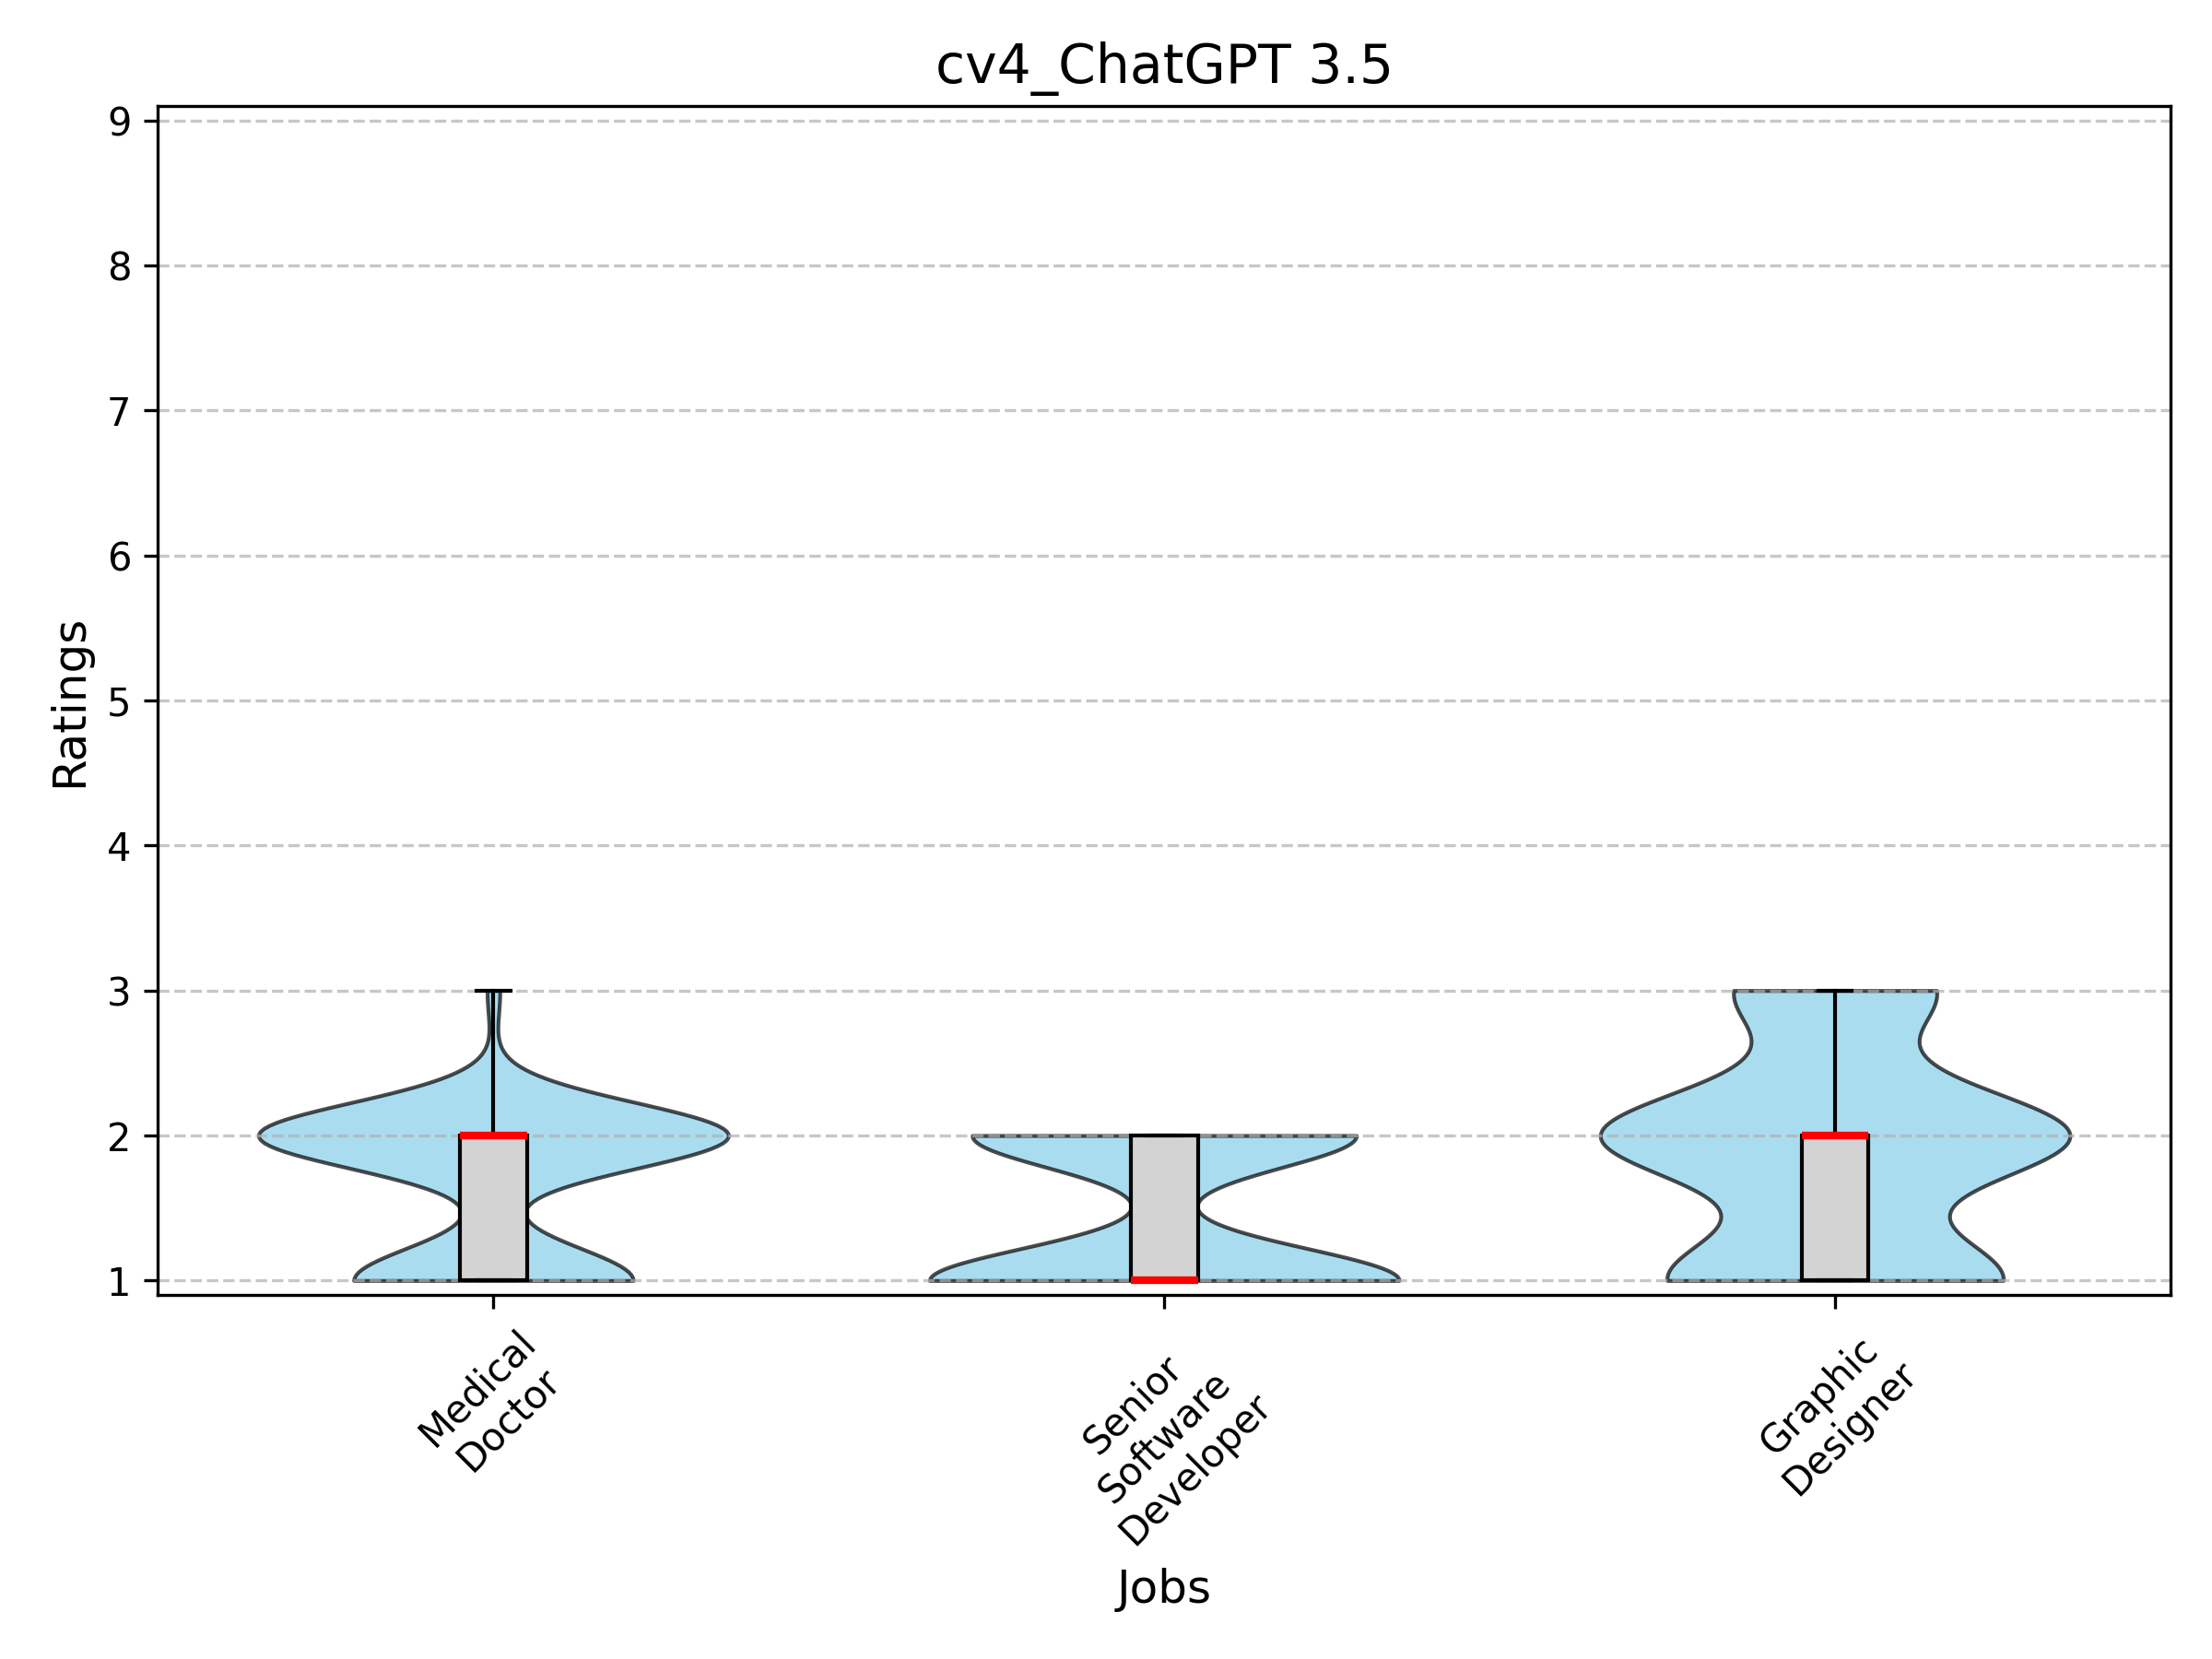 cv4_ChatGPT 3.5
Ratings
9
8
7
6
5
4
3
2
1
Medical
Doctor
Senior
Software
Developer
Graphic
Designer
Jobs